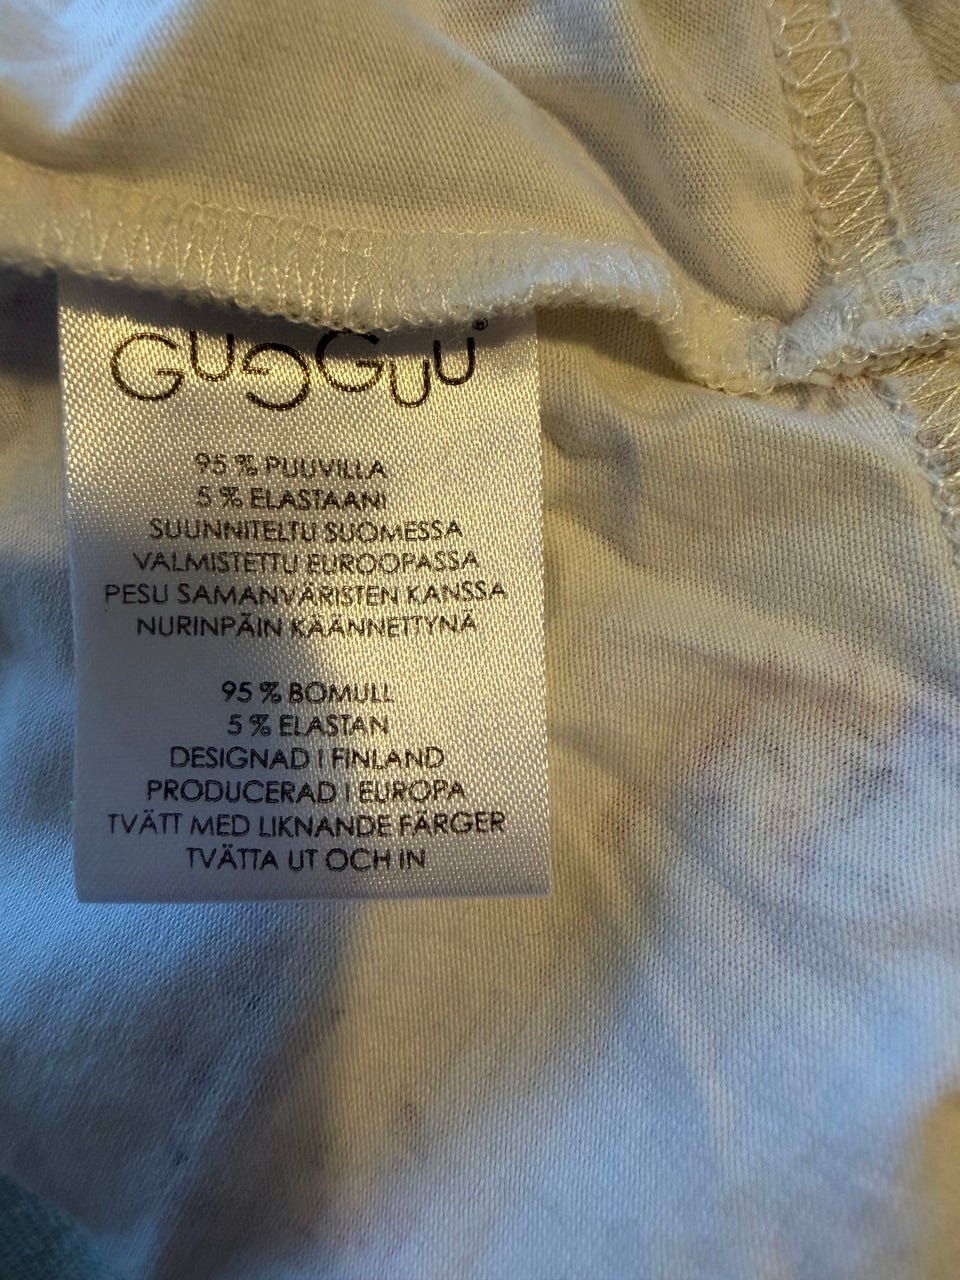 GUGGUU®
95 % PUUVILLA
5 % ELASTAANI
SUUNNITELTU SUOMESSA
VALMISTETTU EUROOPASSA
PESU SAMANVÄRISTEN KANSSA
NURINPÄIN KÄÄNNETTYNÄ
95 % BOMULL
5 % ELASTAN
DESIGNAD I FINLAND
PRODUCERAD I EUROPA
TVÄTT MED LIKNANDE FÄRGER
TVÄTTA UT OCH IN